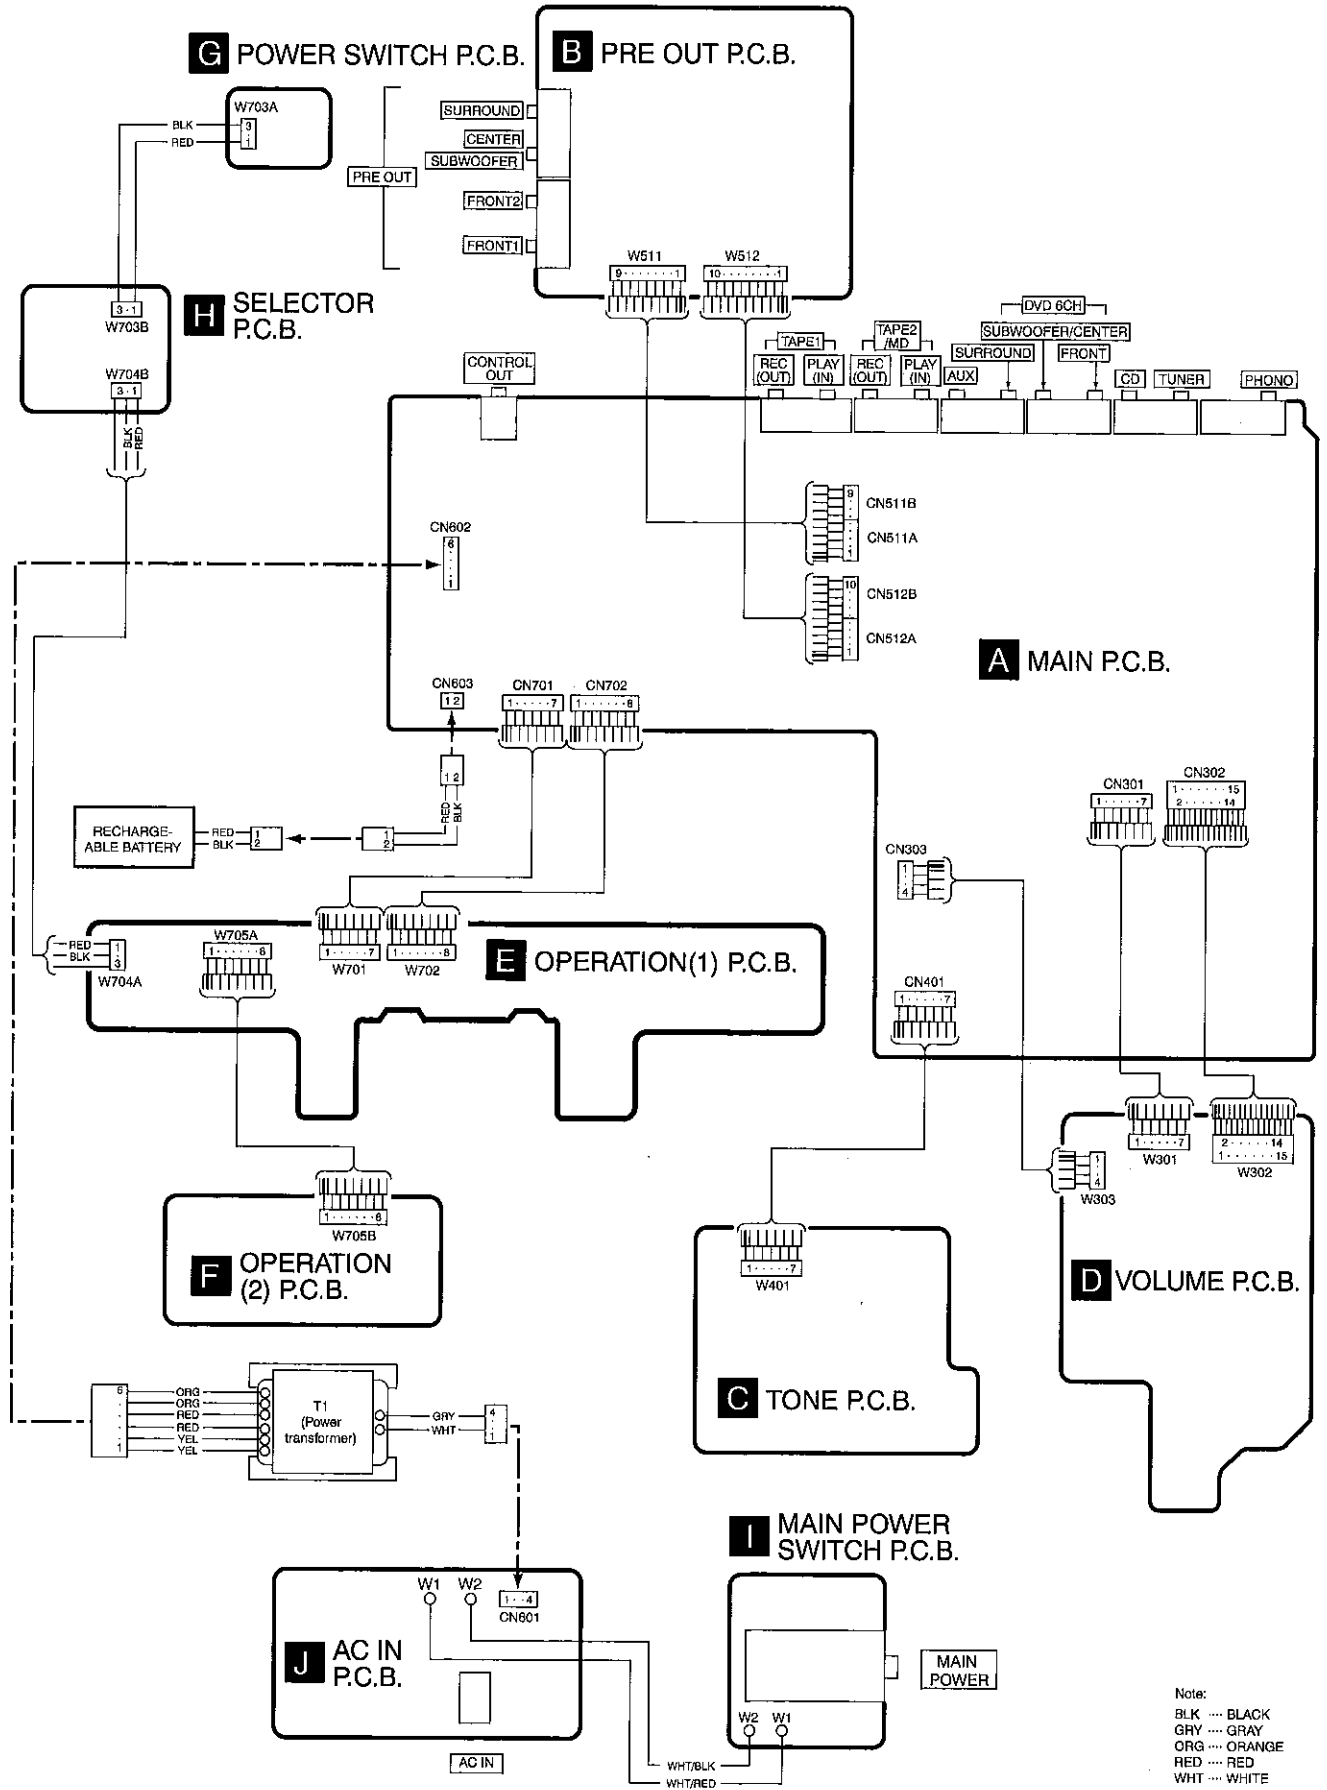 G POWER SWITCH P.C.B.
W703A
3
1
BLK
RED
B PRE OUT P.C.B.
SURROUND
CENTER
SUBWOOFER
PRE OUT
FRONT2
FRONT1
W511
9 1
W512
10 1
H SELECTOR
P.C.B.
3 - 1
W703B
W704B
3 - 1
BLK
RED
CONTROL
OUT
TAPE1
REC
(OUT)
PLAY
(IN)
TAPE2
/MD
REC
(OUT)
PLAY
(IN)
AUX
DVD 6CH
SUBWOOFER/CENTER
SURROUND
FRONT
CD
TUNER
PHONO
9
CN511B
CN511A
1
10
CN512B
CN512A
1
CN602
6
1
A MAIN P.C.B.
CN603
1 2
CN701
1 7
CN702
1 8
1 2
RED
BLK
RECHARGE-
ABLE BATTERY
RED
BLK
1
2
1
2
CN301
1 7
CN302
1 15
2 14
CN303
1
4
RED
BLK
1
3
W704A
W705A
1 8
1 7
W701
1 8
W702
E OPERATION(1) P.C.B.
CN401
1 7
1 7
W301
2 14
1 15
W302
1
4
W303
1 8
W705B
F OPERATION
(2) P.C.B.
1 7
W401
D VOLUME P.C.B.
C TONE P.C.B.
6
1
ORG
ORG
RED
RED
YEL
YEL
T1
(Power
transformer)
GRY
WHT
4
1
I MAIN POWER
SWITCH P.C.B.
W1
W2
1 - - 4
CN601
J AC IN
P.C.B.
AC IN
MAIN
POWER
W2
W1
WHT/BLK
WHT/RED
Note:
BLK ···· BLACK
GRY ···· GRAY
ORG ···· ORANGE
RED ···· RED
WHT ···· WHITE